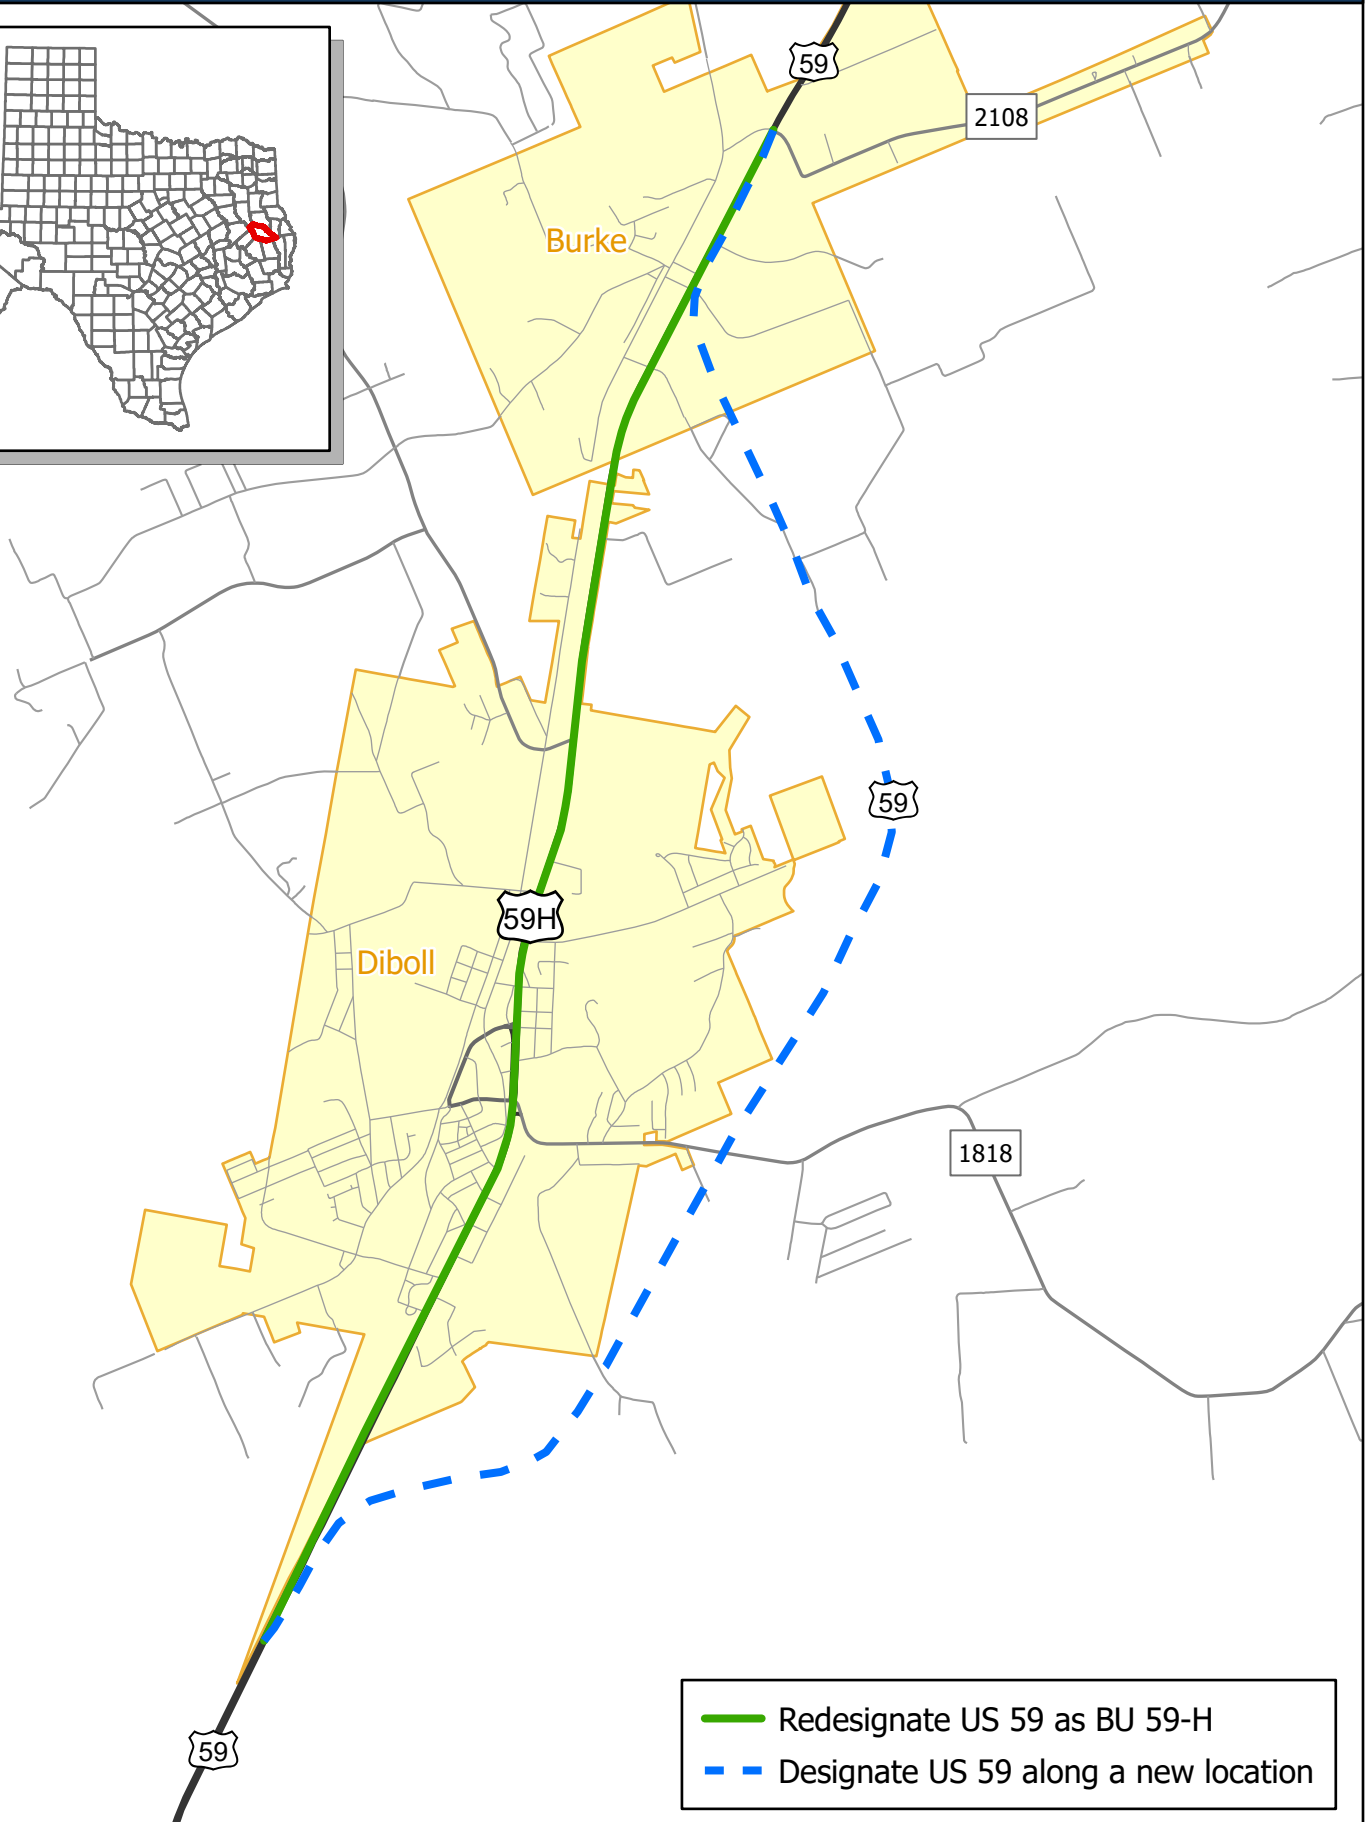 59
2108
Burke
59
59H
Diboll
1818
59
Redesignate US 59 as BU 59-H
Designate US 59 along a new location